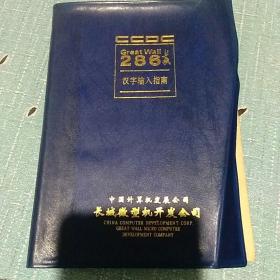 CCDC
Great Wall
286
汉字输入指南
中国计算机发展公司
长城微型机开发公司
CHINA COMPUTER DEVELOPMENT CORP.
GREAT WALL MICRO COMPUTER
DEVELOPMENT COMPANY